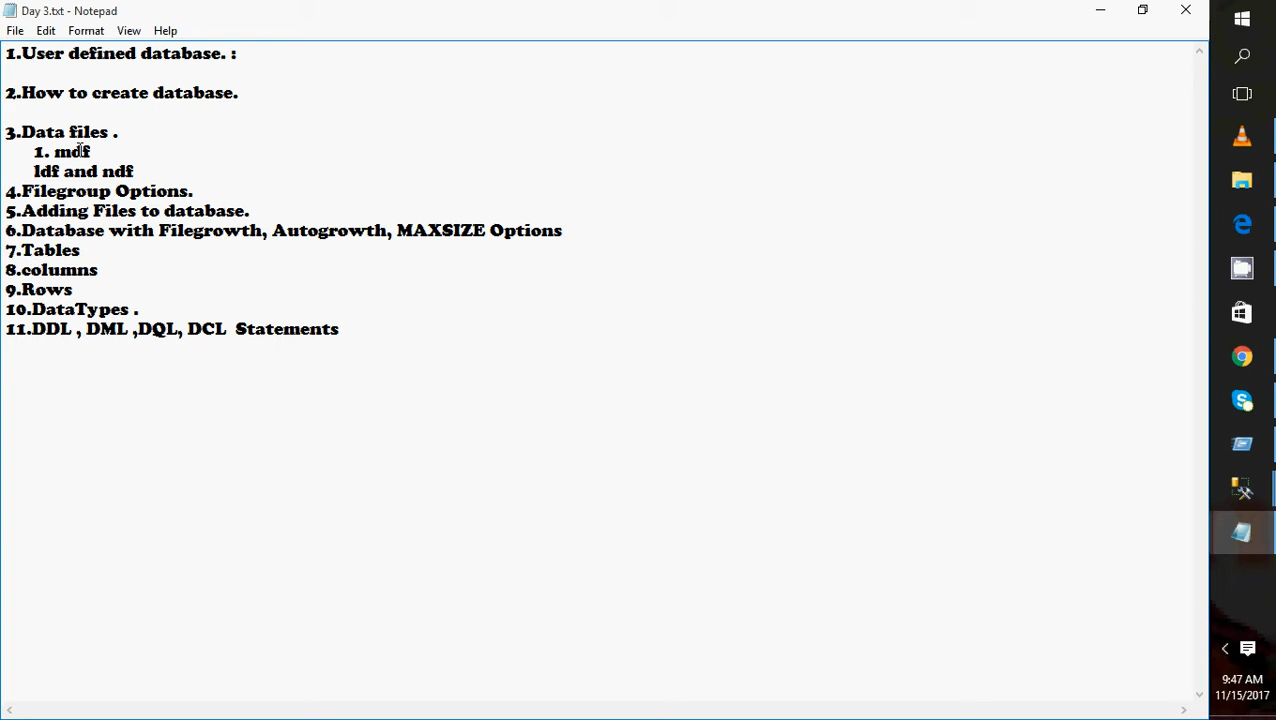 Day 3.txt - Notepad
File Edit Format View Help
1.User defined database. :
2.How to create database.
3.Data files .
1. mdf
ldf and ndf
4.Filegroup Options.
5.Adding Files to database.
6.Database with Filegrowth, Autogrowth, MAXSIZE Options
7.Tables
8.columns
9.Rows
10.DataTypes .
11.DDL , DML ,DQL, DCL  Statements
9:47 AM
11/15/2017